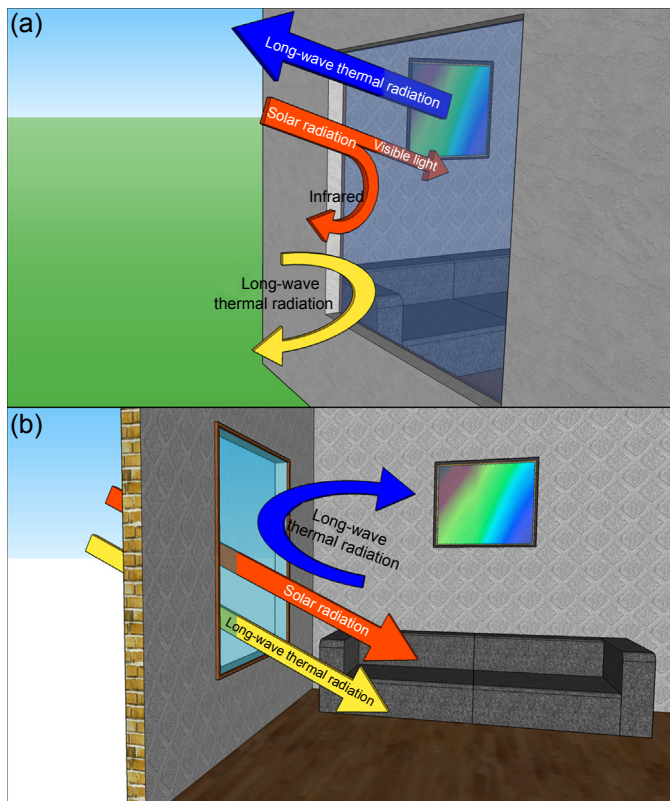 (a)
Long-wave thermal radiation
Solar radiation
Visible light
Infrared
Long-wave
thermal radiation
(b)
Long-wave
thermal radiation
Solar radiation
Long-wave thermal radiation